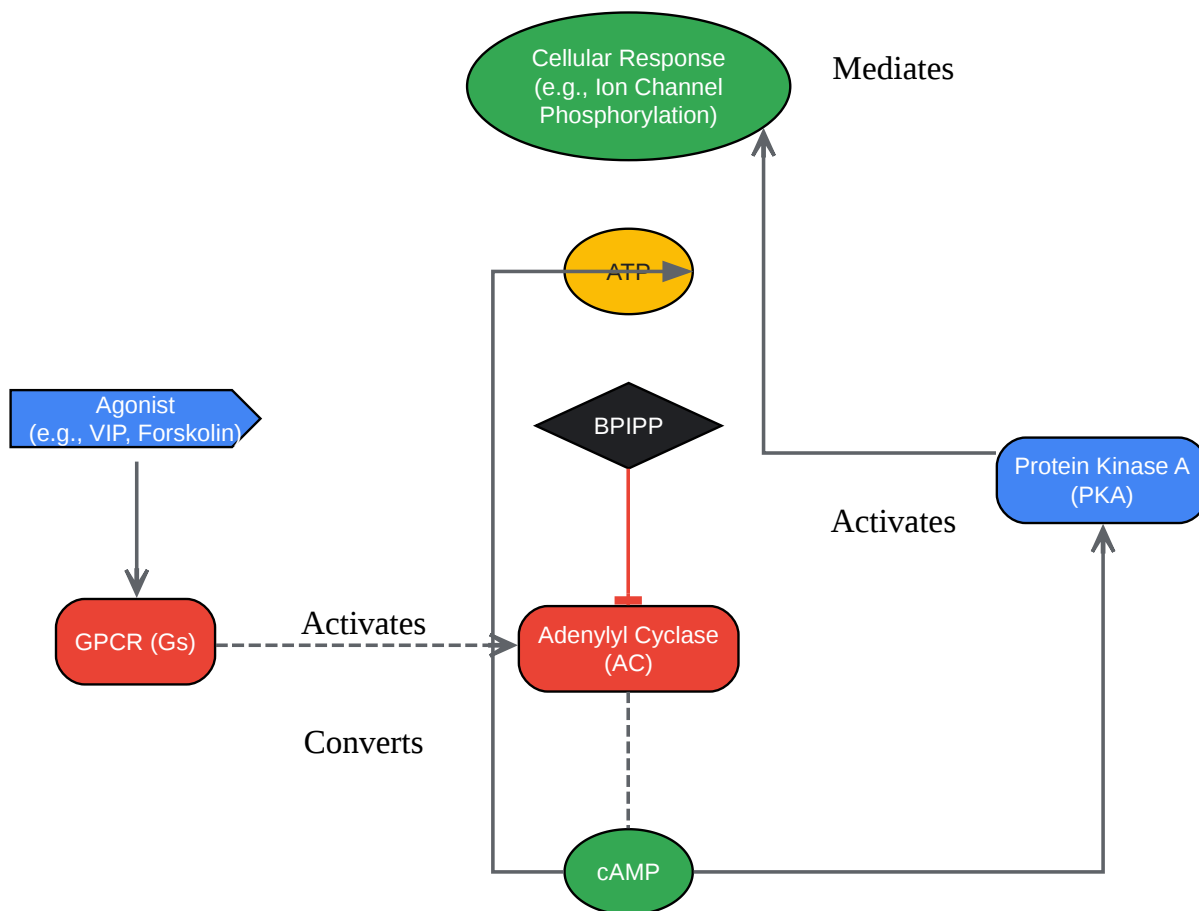 Cellular Response
(e.g., Ion Channel
Phosphorylation)
Mediates
ATP
Agonist
(e.g., VIP, Forskolin)
BPIPP
Protein Kinase A
(PKA)
Activates
GPCR (Gs)
Activates
Adenylyl Cyclase
(AC)
Converts
cAMP